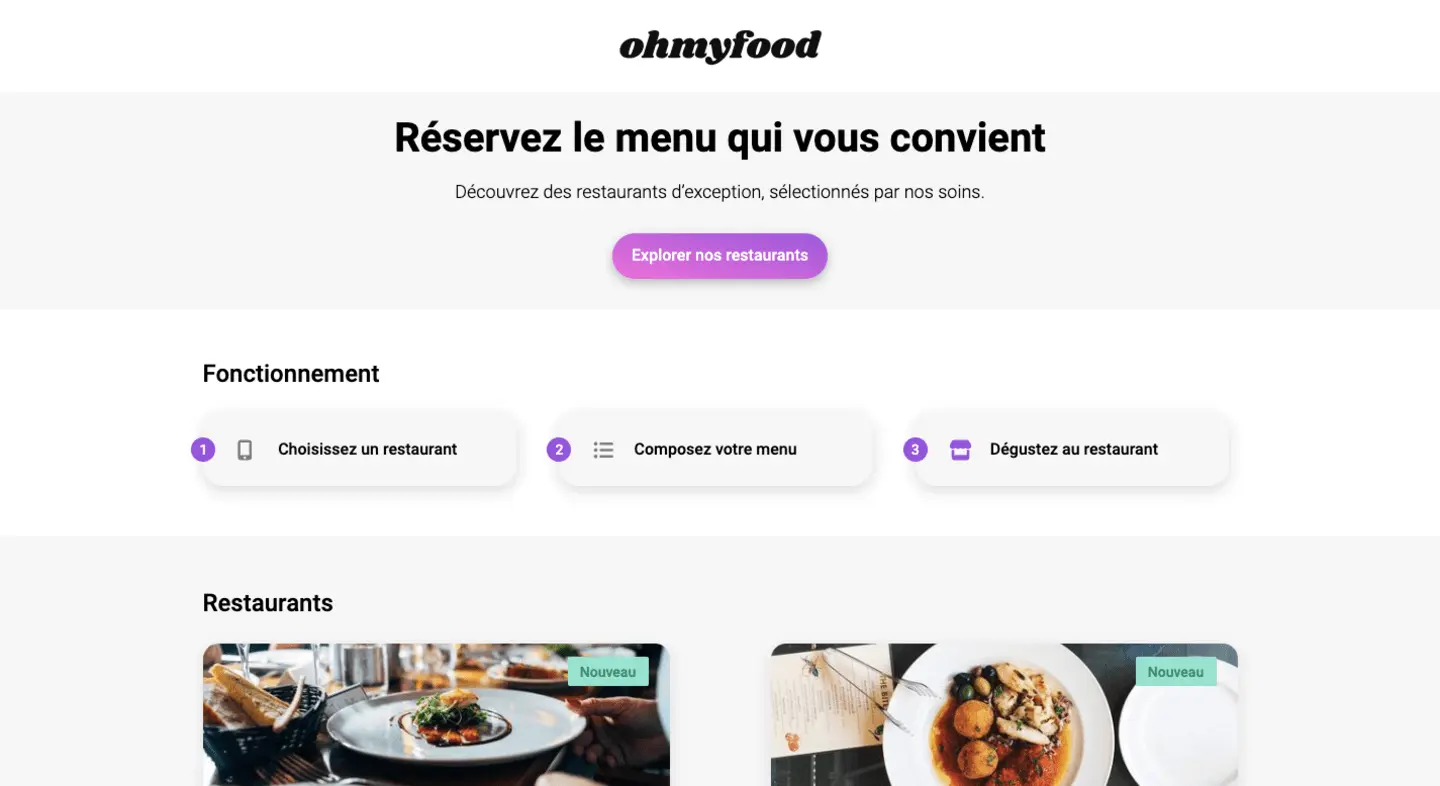 ohmyfood
Réservez le menu qui vous convient
Découvrez des restaurants d’exception, sélectionnés par nos soins.
Explorer nos restaurants
Fonctionnement
1 Choisissez un restaurant
2 Composez votre menu
3 Dégustez au restaurant
Restaurants
Nouveau
Nouveau